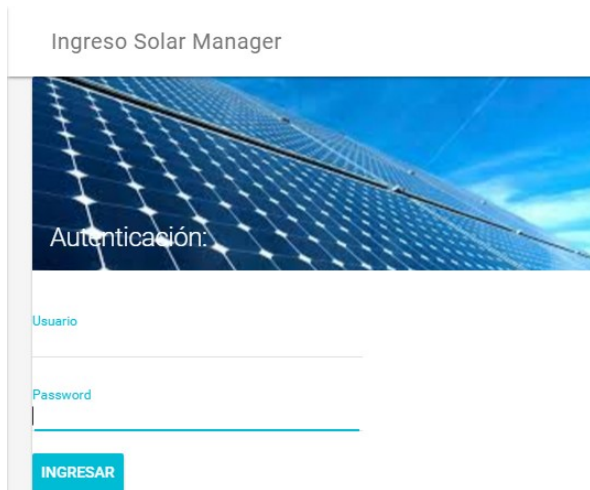 Ingreso Solar Manager
Autenticación:
Usuario
Password
INGRESAR